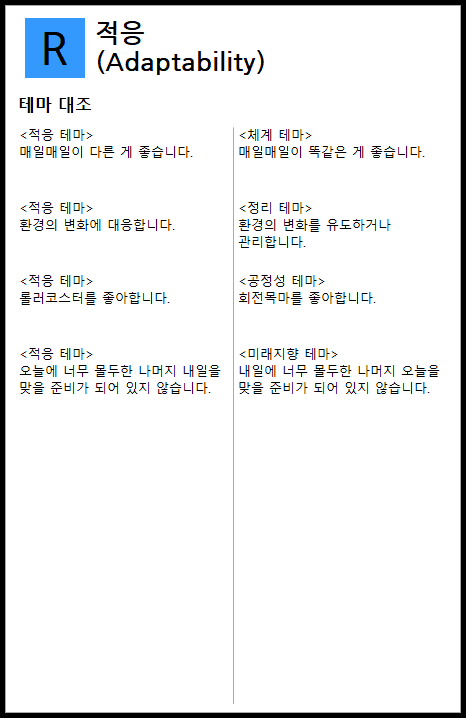 R
적응
(Adaptability)
테마 대조
<적응 테마>
매일매일이 다른 게 좋습니다.
<체계 테마>
매일매일이 똑같은 게 좋습니다.
<적응 테마>
환경의 변화에 대응합니다.
<정리 테마>
환경의 변화를 유도하거나
관리합니다.
<적응 테마>
롤러코스터를 좋아합니다.
<공정성 테마>
회전목마를 좋아합니다.
<적응 테마>
오늘에 너무 몰두한 나머지 내일을
맞을 준비가 되어 있지 않습니다.
<미래지향 테마>
내일에 너무 몰두한 나머지 오늘을
맞을 준비가 되어 있지 않습니다.